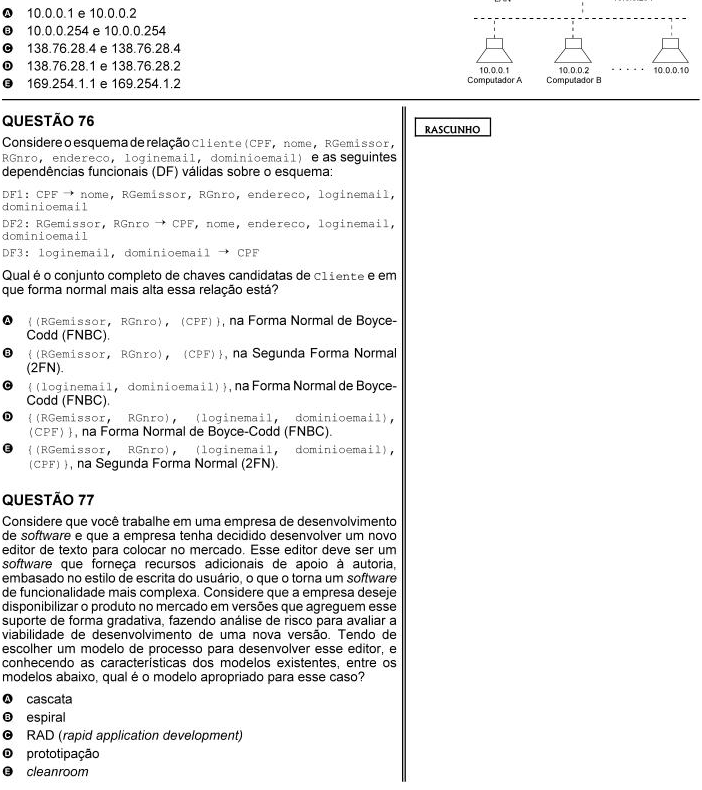 A 10.0.0.1 e 10.0.0.2
B 10.0.0.254 e 10.0.0.254
C 138.76.28.4 e 138.76.28.4
D 138.76.28.1 e 138.76.28.2
E 169.254.1.1 e 169.254.1.2
10.0.0.1 10.0.0.2 . . . . . 10.0.0.10
Computador A Computador B
QUESTÃO 76
Considere o esquema de relação Cliente(CPF, nome, RGemissor,
RGnro, endereco, loginemail, dominioemail) e as seguintes
dependências funcionais (DF) válidas sobre o esquema:
DF1: CPF → nome, RGemissor, RGnro, endereco, loginemail,
dominioemail
DF2: RGemissor, RGnro → CPF, nome, endereco, loginemail,
dominioemail
DF3: loginemail, dominioemail → CPF
Qual é o conjunto completo de chaves candidatas de Cliente e em
que forma normal mais alta essa relação está?
A {(RGemissor, RGnro), (CPF)}, na Forma Normal de Boyce-
Codd (FNBC).
B {(RGemissor, RGnro), (CPF)}, na Segunda Forma Normal
(2FN).
C {(loginemail, dominioemail)}, na Forma Normal de Boyce-
Codd (FNBC).
D {(RGemissor, RGnro), (loginemail, dominioemail),
(CPF)}, na Forma Normal de Boyce-Codd (FNBC).
E {(RGemissor, RGnro), (loginemail, dominioemail),
(CPF)}, na Segunda Forma Normal (2FN).
QUESTÃO 77
Considere que você trabalhe em uma empresa de desenvolvimento
de software e que a empresa tenha decidido desenvolver um novo
editor de texto para colocar no mercado. Esse editor deve ser um
software que forneça recursos adicionais de apoio à autoria,
embasado no estilo de escrita do usuário, o que o torna um software
de funcionalidade mais complexa. Considere que a empresa deseje
disponibilizar o produto no mercado em versões que agreguem esse
suporte de forma gradativa, fazendo análise de risco para avaliar a
viabilidade de desenvolvimento de uma nova versão. Tendo de
escolher um modelo de processo para desenvolver esse editor, e
conhecendo as características dos modelos existentes, entre os
modelos abaixo, qual é o modelo apropriado para esse caso?
A cascata
B espiral
C RAD (rapid application development)
D prototipação
E cleanroom
RASCUNHO